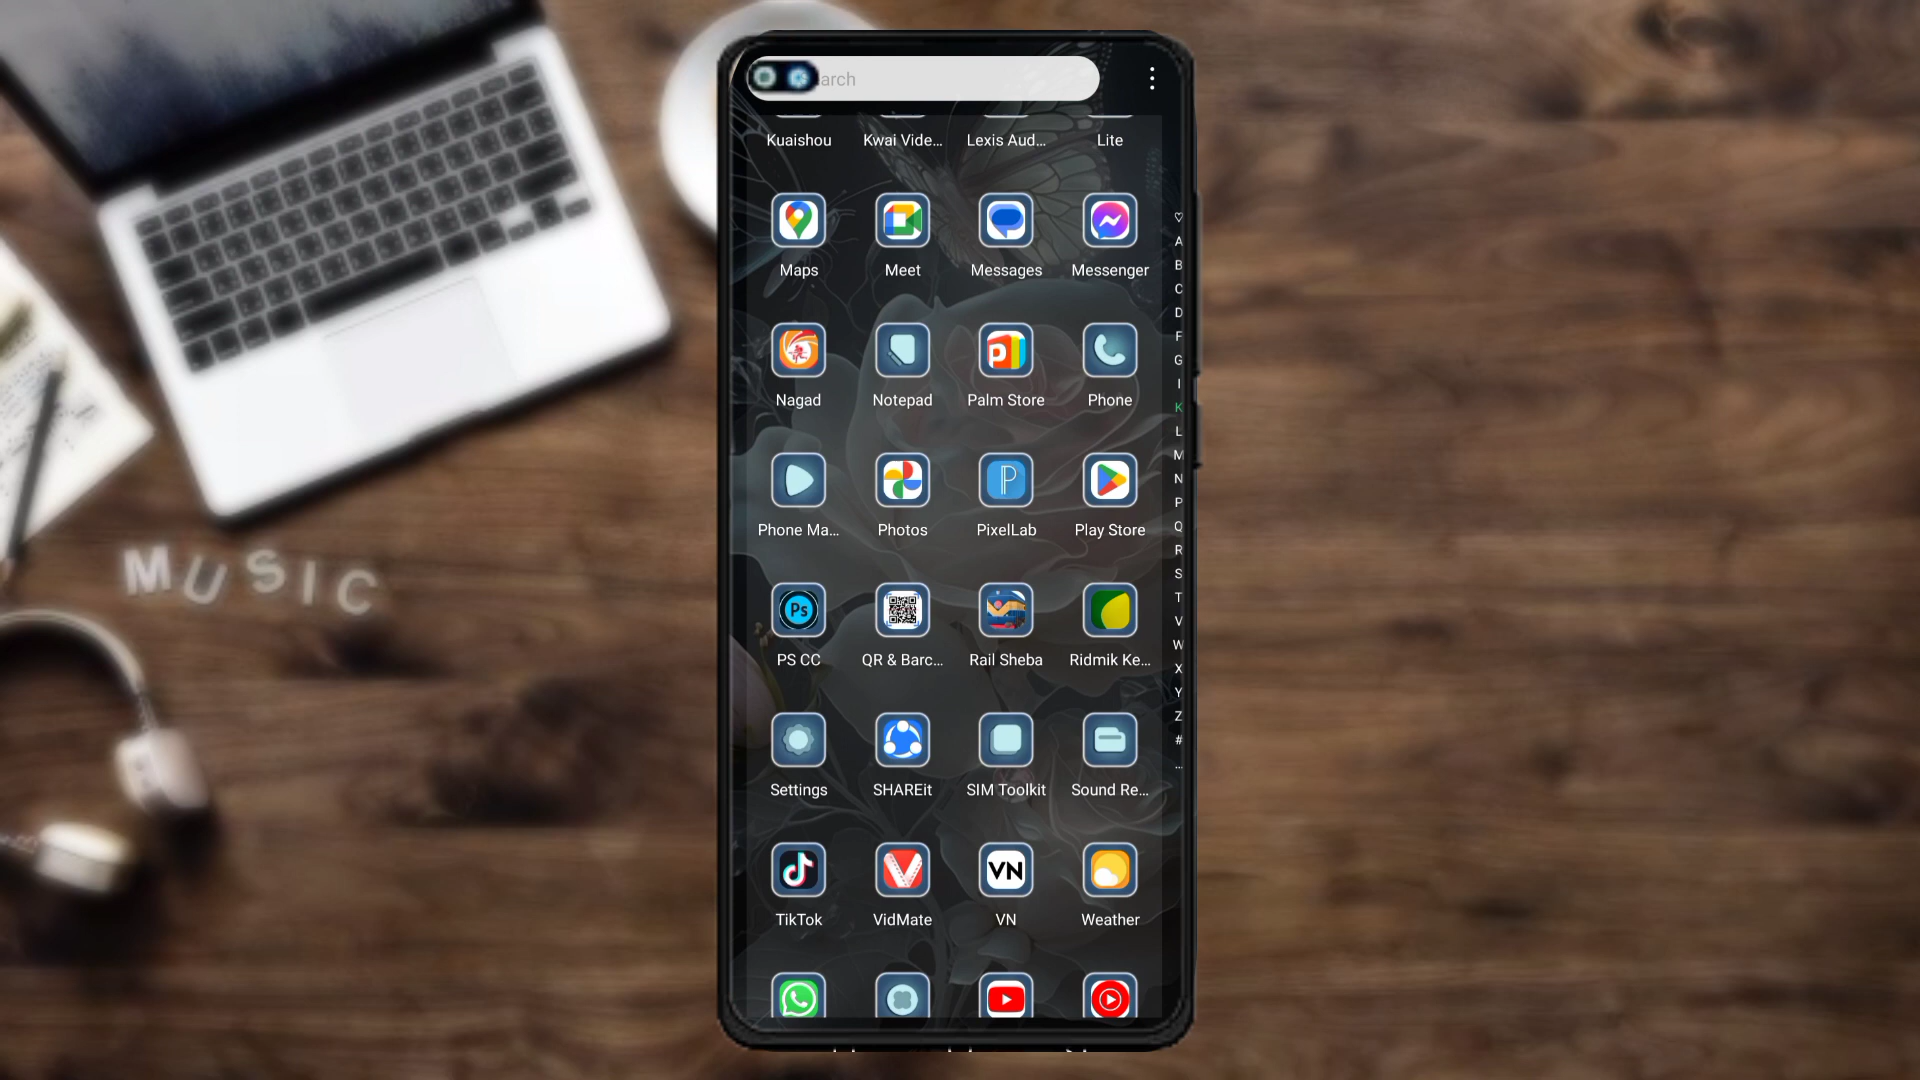 arch
Kuaishou Kwai Vide... Lexis Aud... Lite
Maps Meet Messages Messenger
Nagad Notepad Palm Store Phone
Phone Ma... Photos PixelLab Play Store
Ps
PS CC QR & Barc... Rail Sheba Ridmik Ke...
Settings SHAREit SIM Toolkit Sound Re...
VN
TikTok VidMate VN Weather
♡
A
B
C
D
F
G
I
K
L
M
N
P
Q
R
S
T
V
W
X
Y
Z
#
...
MUSIC